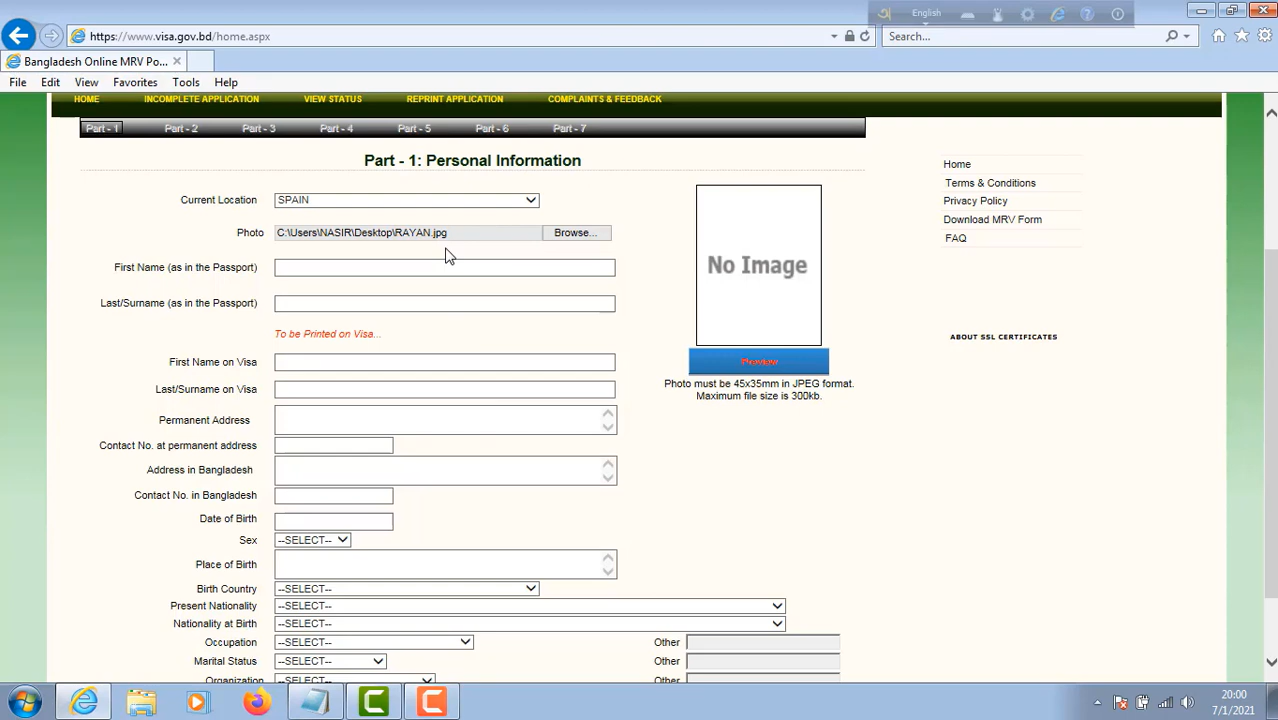 English
https://www.visa.gov.bd/home.aspx
Search...
Bangladesh Online MRV Po...
File Edit View Favorites Tools Help
HOME INCOMPLETE APPLICATION VIEW STATUS REPRINT APPLICATION COMPLAINTS & FEEDBACK
Part - 1 Part - 2 Part - 3 Part - 4 Part - 5 Part - 6 Part - 7
Part - 1: Personal Information
Home
Terms & Conditions
Privacy Policy
Download MRV Form
FAQ
ABOUT SSL CERTIFICATES
Current Location SPAIN
Photo C:\Users\NASIR\Desktop\RAYAN.jpg Browse...
First Name (as in the Passport)
Last/Surname (as in the Passport)
To be Printed on Visa...
No Image
Preview
Photo must be 45x35mm in JPEG format.
Maximum file size is 300kb.
First Name on Visa
Last/Surname on Visa
Permanent Address
Contact No. at permanent address
Address in Bangladesh
Contact No. in Bangladesh
Date of Birth
Sex --SELECT--
Place of Birth
Birth Country --SELECT--
Present Nationality --SELECT--
Nationality at Birth --SELECT--
Occupation --SELECT-- Other
Marital Status --SELECT-- Other
Organization --SELECT-- Other
20:00
7/1/2021